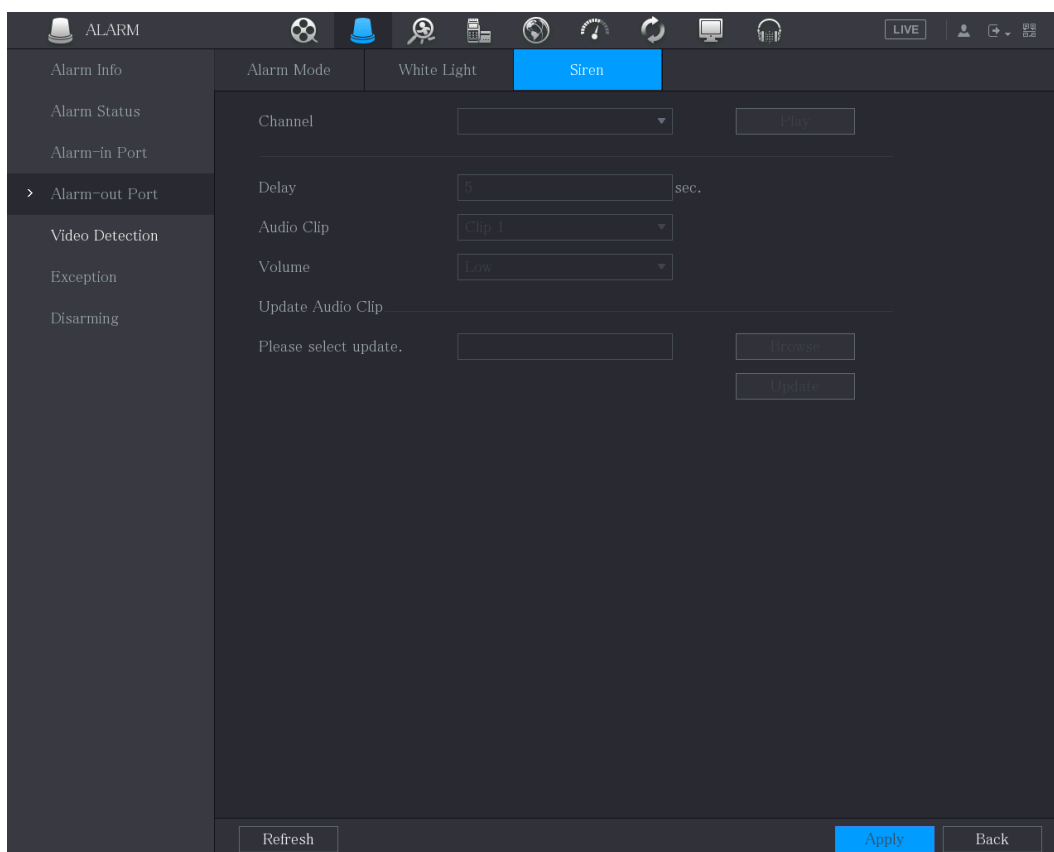 ALARM
LIVE
Alarm Info
Alarm Mode
White Light
Siren
Alarm Status
Channel
Play
Alarm-in Port
Alarm-out Port
Delay
5
sec.
Video Detection
Audio Clip
Clip 1
Exception
Volume
Low
Disarming
Update Audio Clip
Please select update.
Browse
Update
Refresh
Apply
Back